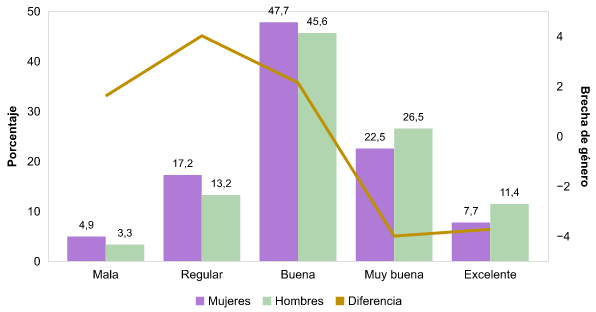 Porcentaje
50
40
30
20
10
0
4,9
3,3
17,2
13,2
47,7
45,6
22,5
26,5
7,7
11,4
4
2
0
−2
−4
Brecha de género
Mala
Regular
Buena
Muy buena
Excelente
Mujeres
Hombres
Diferencia